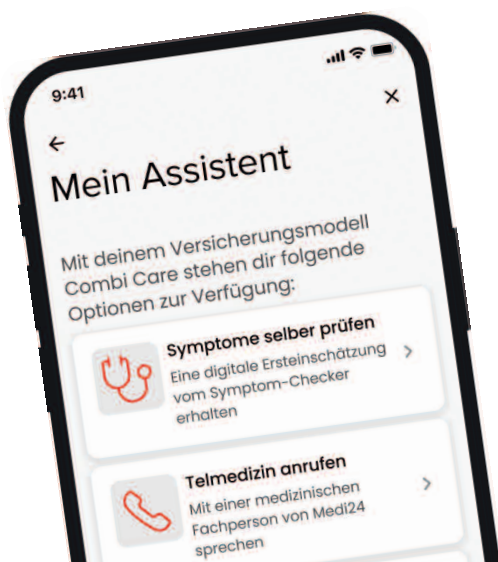 9:41
Mein Assistent
Mit deinem Versicherungsmodell
Combi Care stehen dir folgende
Optionen zur Verfügung:
Symptome selber prüfen
Eine digitale Ersteinschätzung
vom Symptom-Checker
erhalten
Telmedizin anrufen
Mit einer medizinischen
Fachperson von Medi24
sprechen